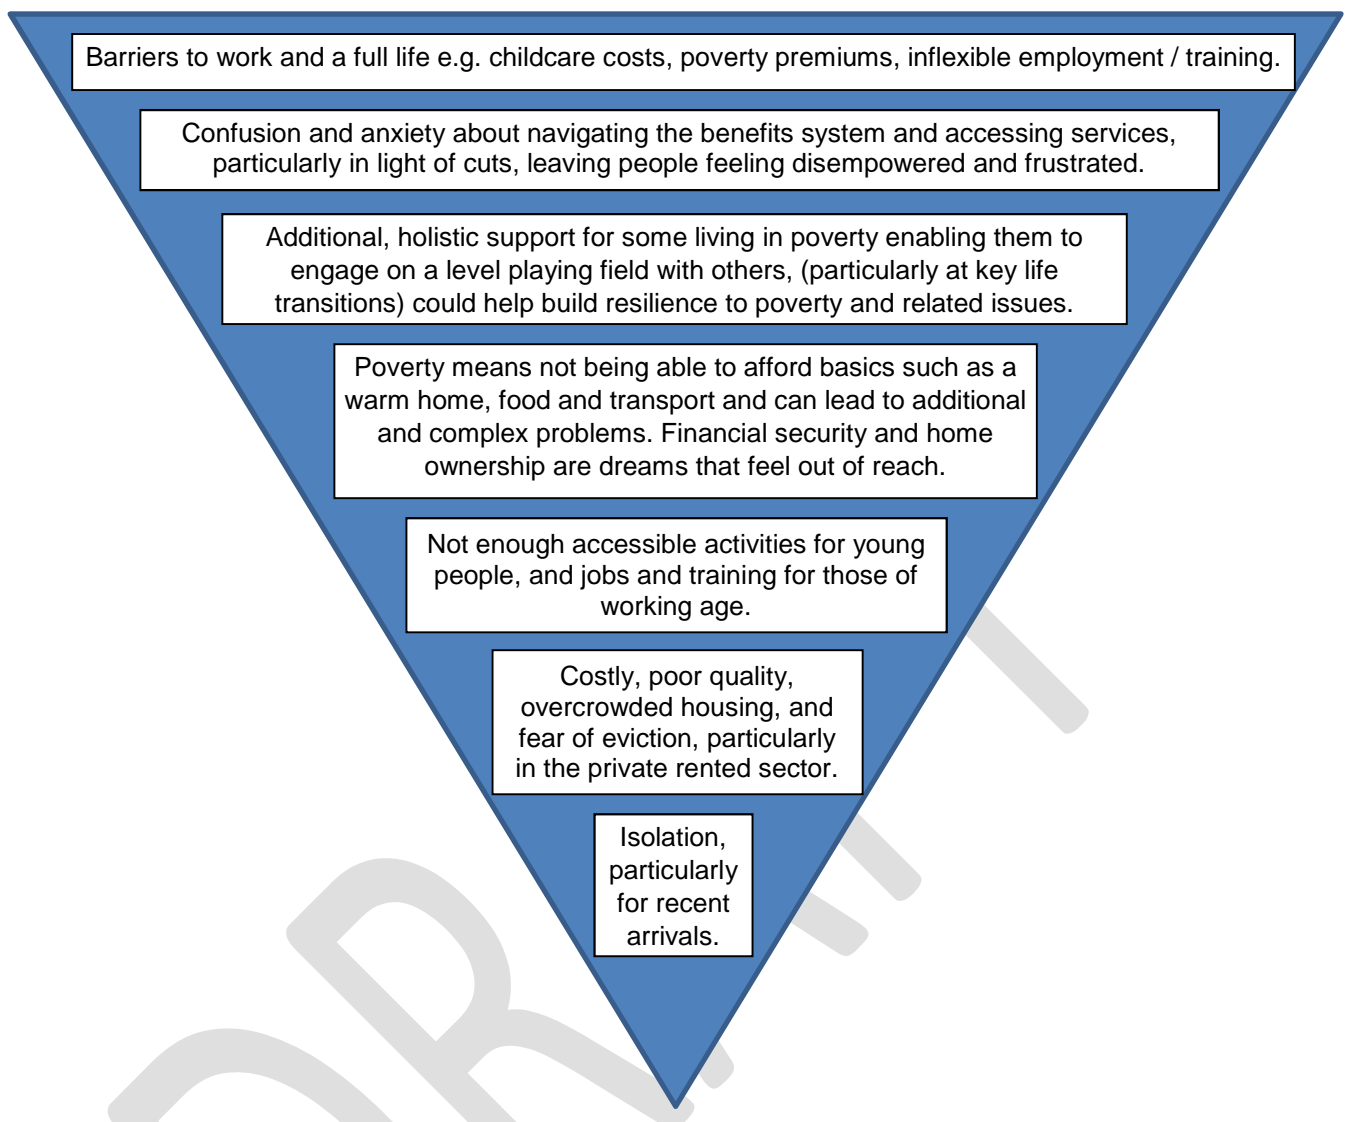 Barriers to work and a full life e.g. childcare costs, poverty premiums, inflexible employment / training.
Confusion and anxiety about navigating the benefits system and accessing services,
particularly in light of cuts, leaving people feeling disempowered and frustrated.
Additional, holistic support for some living in poverty enabling them to
engage on a level playing field with others, (particularly at key life
transitions) could help build resilience to poverty and related issues.
Poverty means not being able to afford basics such as a
warm home, food and transport and can lead to additional
and complex problems. Financial security and home
ownership are dreams that feel out of reach.
Not enough accessible activities for young
people, and jobs and training for those of
working age.
Costly, poor quality,
overcrowded housing, and
fear of eviction, particularly
in the private rented sector.
Isolation,
particularly
for recent
arrivals.
DRAFT